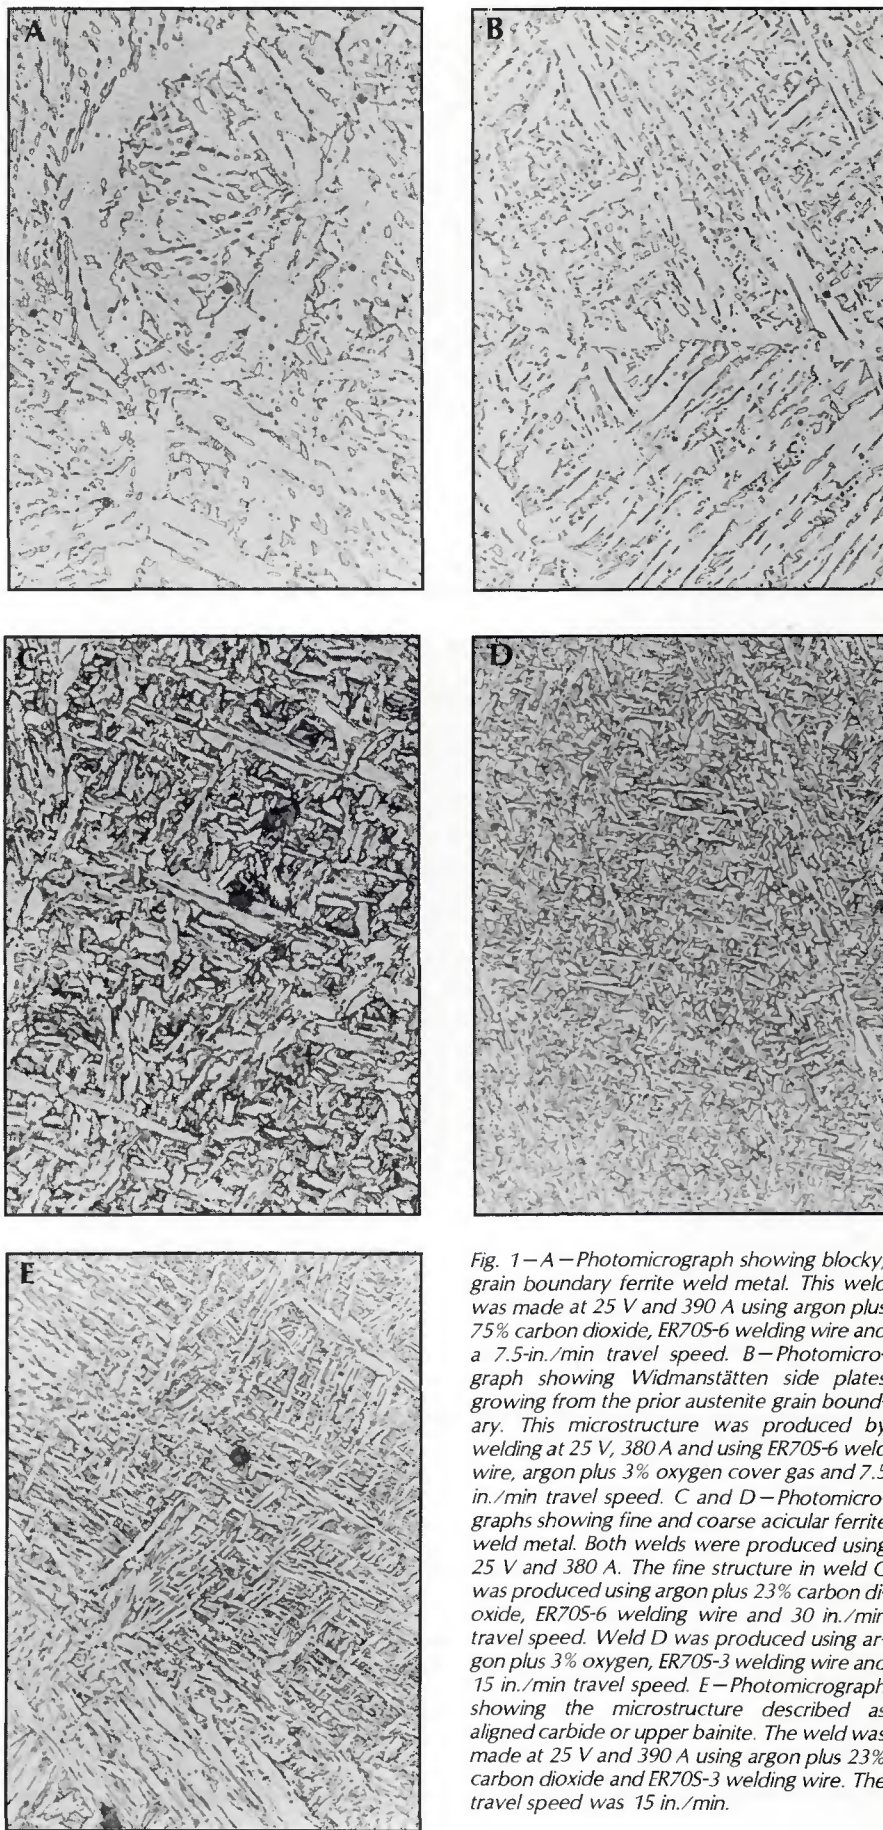 A
B
C
D
E
Fig. 1—A—Photomicrograph showing blocky,
grain boundary ferrite weld metal. This weld
was made at 25 V and 390 A using argon plus
75% carbon dioxide, ER70S-6 welding wire and
a 7.5-in./min travel speed. B—Photomicro-
graph showing Widmanstätten side plates
growing from the prior austenite grain bound-
ary. This microstructure was produced by
welding at 25 V, 380 A and using ER70S-6 weld
wire, argon plus 3% oxygen cover gas and 7.5
in./min travel speed. C and D—Photomicro-
graphs showing fine and coarse acicular ferrite
weld metal. Both welds were produced using
25 V and 380 A. The fine structure in weld C
was produced using argon plus 23% carbon di-
oxide, ER70S-6 welding wire and 30 in./min
travel speed. Weld D was produced using ar-
gon plus 3% oxygen, ER70S-3 welding wire and
15 in./min travel speed. E—Photomicrograph
showing the microstructure described as
aligned carbide or upper bainite. The weld was
made at 25 V and 390 A using argon plus 23%
carbon dioxide and ER70S-3 welding wire. The
travel speed was 15 in./min.